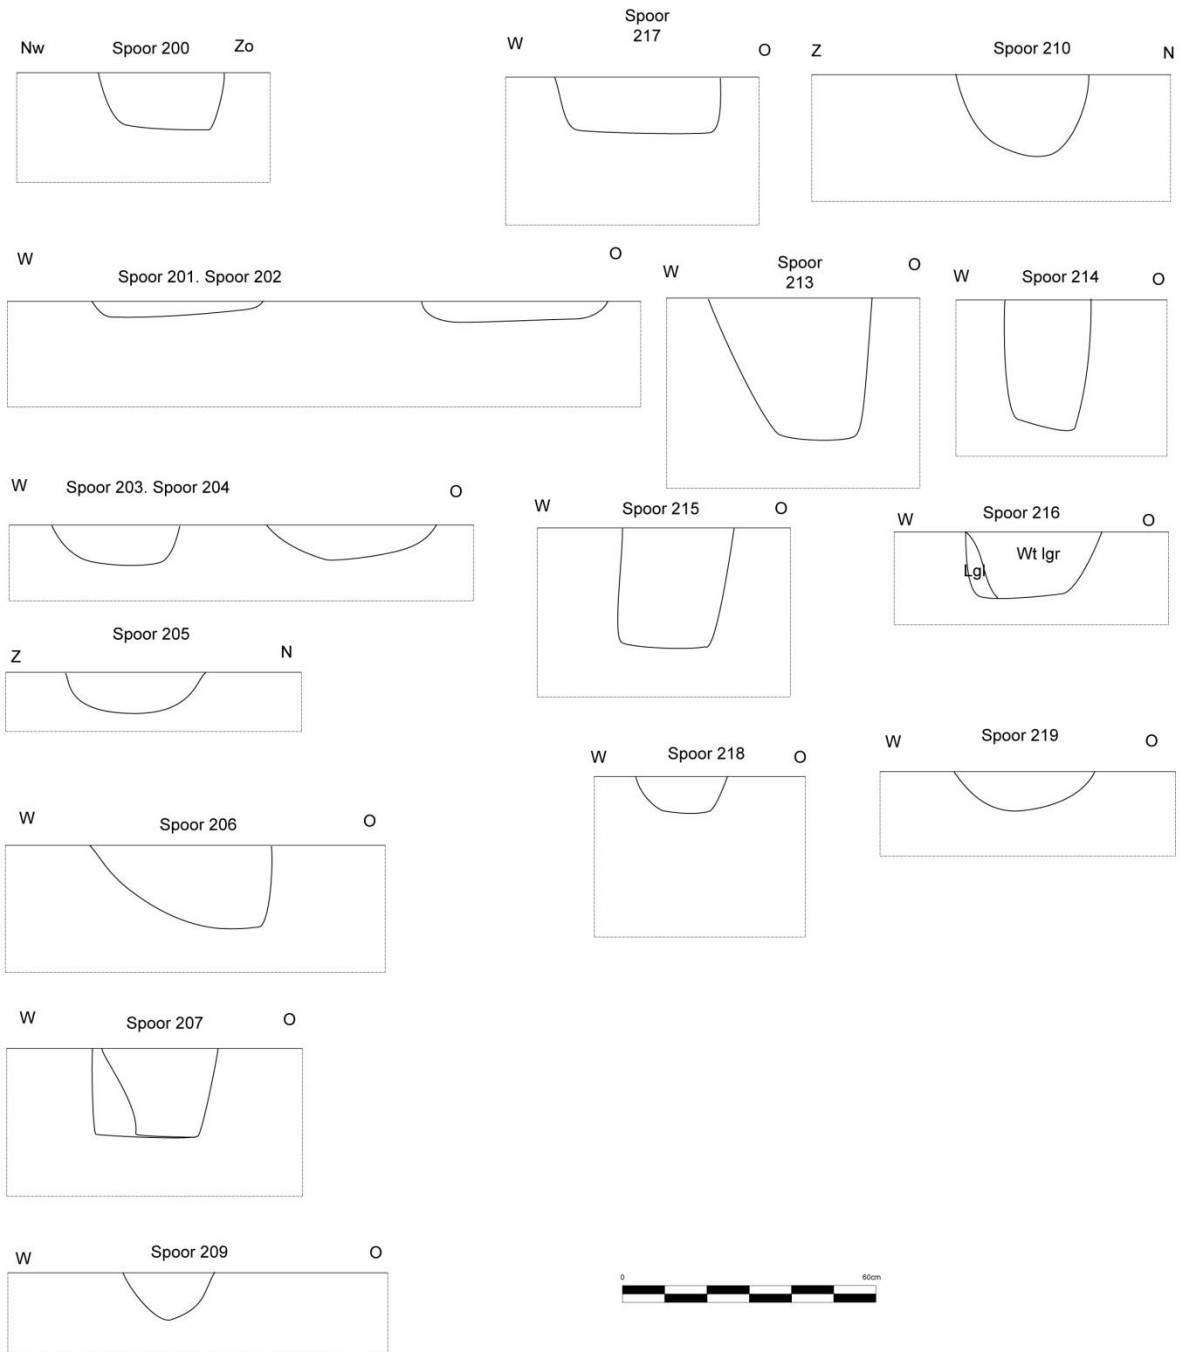 Nw Spoor 200 Zo
W Spoor O
217
Z Spoor 210 N
W Spoor 201. Spoor 202 O
W Spoor O
213
W Spoor 214 O
W Spoor 203. Spoor 204 O
W Spoor 215 O
W Spoor 216 O
Lgl Wt lgr
Z Spoor 205 N
W Spoor 218 O
W Spoor 219 O
W Spoor 206 O
W Spoor 207 O
W Spoor 209 O
0 60cm